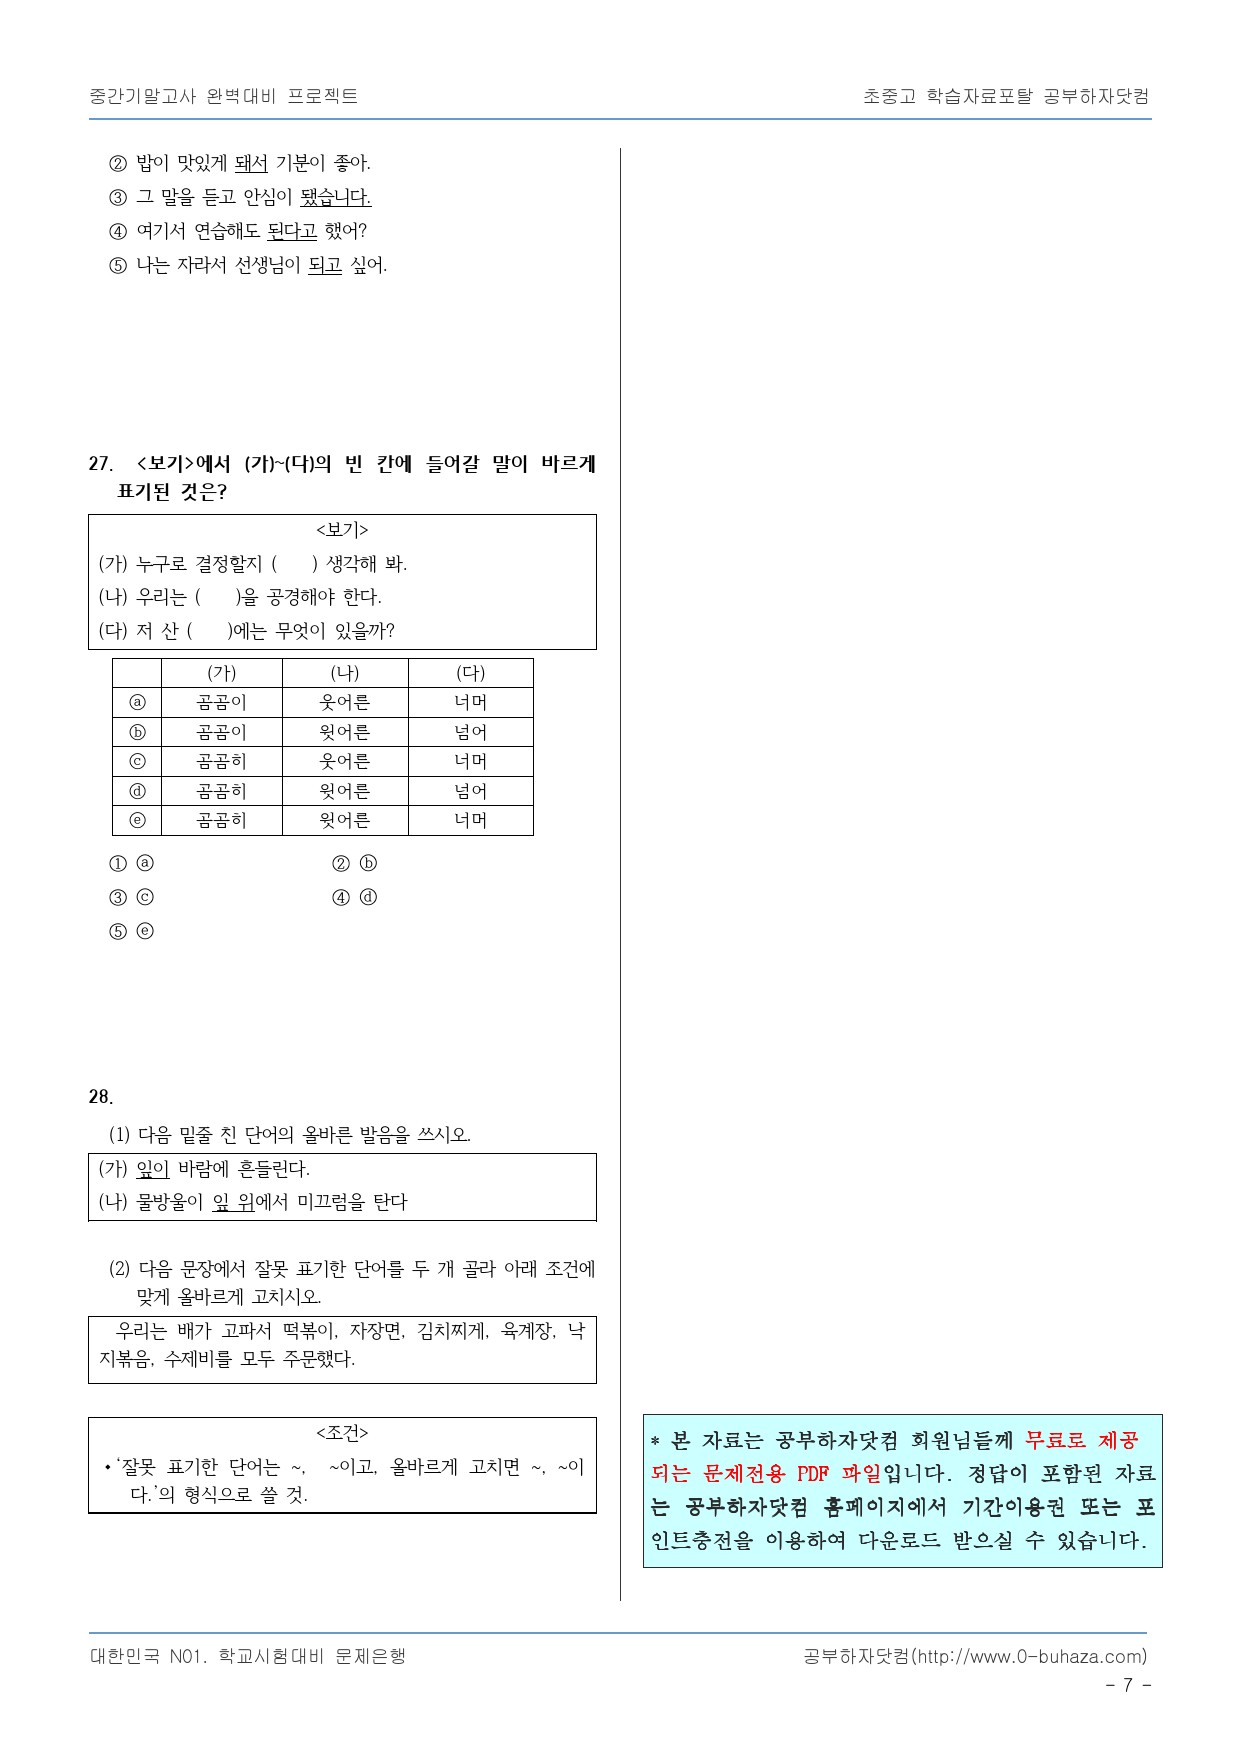 중간기말고사 완벽대비 프로젝트
초중고 학습자료포탈 공부하자닷컴
② 밥이 맛있게 돼서 기분이 좋아.
③ 그 말을 듣고 안심이 됐습니다.
④ 여기서 연습해도 된다고 했어?
⑤ 나는 자라서 선생님이 되고 싶어.
27. <보기>에서 (가)~(다)의 빈 칸에 들어갈 말이 바르게
표기된 것은?
<보기>
(가) 누구로 결정할지 (    ) 생각해 봐.
(나) 우리는 (    )을 공경해야 한다.
(다) 저 산 (    )에는 무엇이 있을까?
(가) (나) (다)
ⓐ 곰곰이 웃어른 너머
ⓑ 곰곰이 윗어른 넘어
ⓒ 곰곰히 웃어른 너머
ⓓ 곰곰히 윗어른 넘어
ⓔ 곰곰히 윗어른 너머
① ⓐ ② ⓑ
③ ⓒ ④ ⓓ
⑤ ⓔ
28.
(1) 다음 밑줄 친 단어의 올바른 발음을 쓰시오.
(가) 잎이 바람에 흔들린다.
(나) 물방울이 잎 위에서 미끄럼을 탄다
(2) 다음 문장에서 잘못 표기한 단어를 두 개 골라 아래 조건에
맞게 올바르게 고치시오.
우리는 배가 고파서 떡볶이, 자장면, 김치찌게, 육계장, 낙
지볶음, 수제비를 모두 주문했다.
<조건>
• ‘잘못 표기한 단어는 ~,  ~이고, 올바르게 고치면 ~, ~이
다.’의 형식으로 쓸 것.
* 본 자료는 공부하자닷컴 회원님들께 무료로 제공
되는 문제전용 PDF 파일입니다. 정답이 포함된 자료
는 공부하자닷컴 홈페이지에서 기간이용권 또는 포
인트충전을 이용하여 다운로드 받으실 수 있습니다.
대한민국 N01. 학교시험대비 문제은행
공부하자닷컴(http://www.0-buhaza.com)
- 7 -